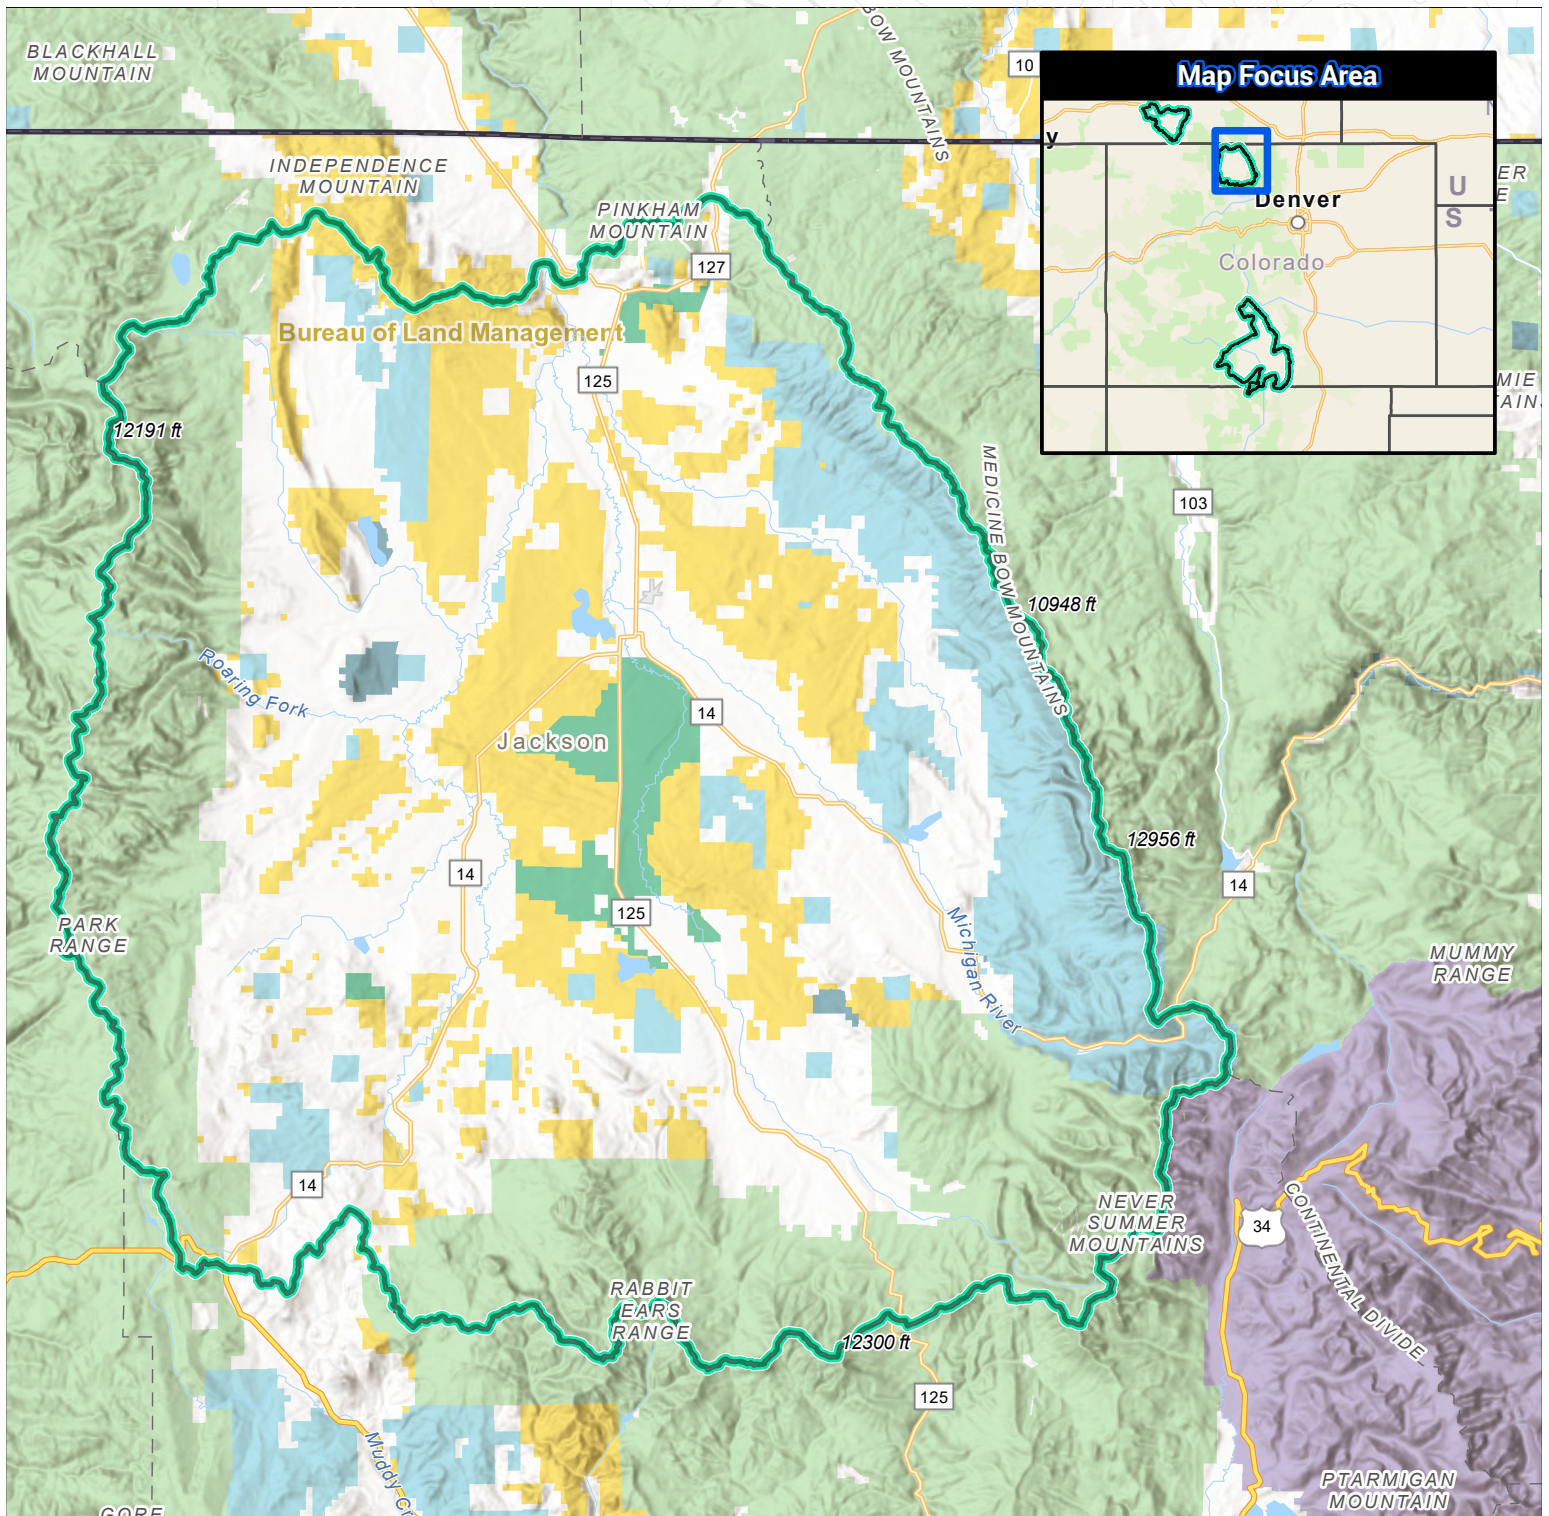 BLACKHALL
MOUNTAIN
BOW MOUNTAINS
10
Map Focus Area
y
U
S
Denver
Colorado
INDEPENDENCE
MOUNTAIN
PINKHAM
MOUNTAIN
127
Bureau of Land Management
125
12191 ft
MEDICINE BOW MOUNTAINS
103
10948 ft
Roaring Fork
14
Jackson
12956 ft
14
14
125
PARK
RANGE
Michigan River
MUMMY
RANGE
14
NEVER
SUMMER
MOUNTAINS
34
CONTINENTAL DIVIDE
RABBIT
EARS
RANGE
12300 ft
125
Muddy Cr
PTARMIGAN
MOUNTAIN
GORE